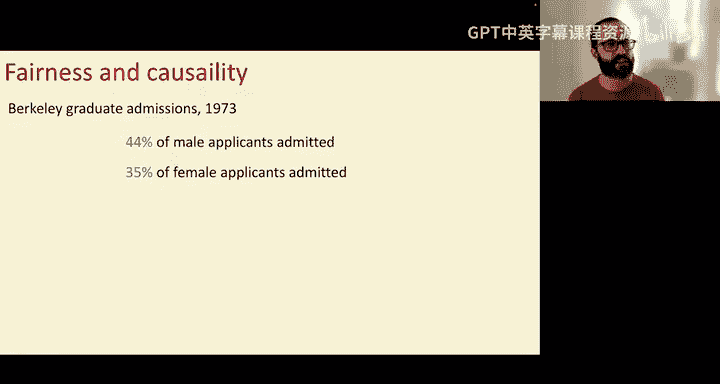 GPT中英字幕课程资源
Fairness and causaility
Berkeley graduate admissions, 1973
44% of male applicants admitted
35% of female applicants admitted